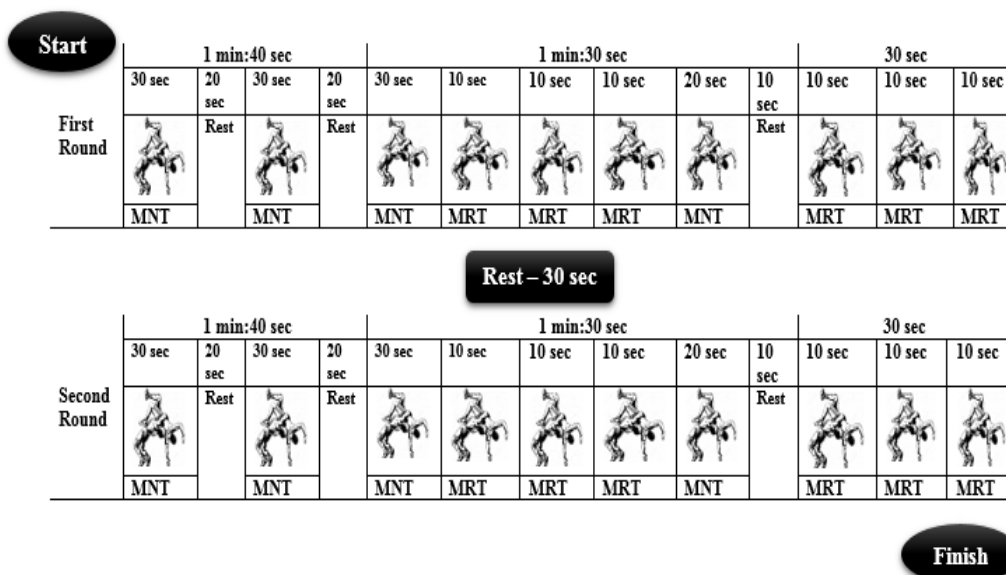 Start
1 min:40 sec 1 min:30 sec 30 sec
30 sec 20 sec 30 sec 20 sec 30 sec 10 sec 10 sec 10 sec 20 sec 10 sec 10 sec 10 sec 10 sec
First Round Rest Rest Rest
MNT MNT MNT MRT MRT MRT MNT MRT MRT MRT
Rest – 30 sec
1 min:40 sec 1 min:30 sec 30 sec
30 sec 20 sec 30 sec 20 sec 30 sec 10 sec 10 sec 10 sec 20 sec 10 sec 10 sec 10 sec 10 sec
Second Round Rest Rest Rest
MNT MNT MNT MRT MRT MRT MNT MRT MRT MRT
Finish